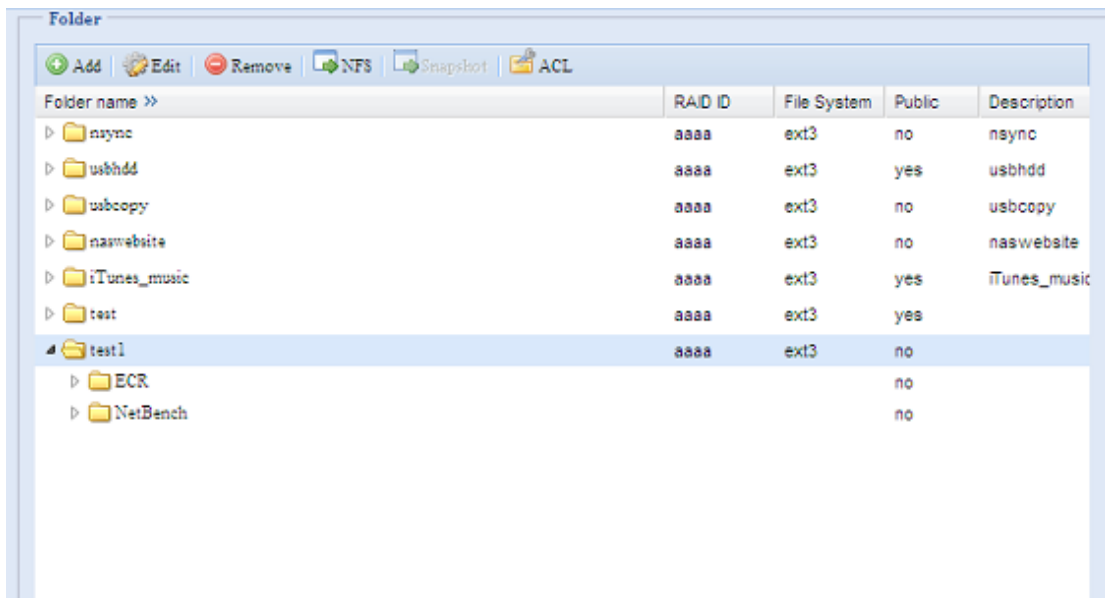 Folder
Add Edit Remove NFS Snapshot ACL
Folder name » RAID ID File System Public Description
nsync aaaa ext3 no nsync
usbhdd aaaa ext3 yes usbhdd
usbcopy aaaa ext3 no usbcopy
naswebsite aaaa ext3 no naswebsite
iTunes_music aaaa ext3 yes iTunes_music
test aaaa ext3 yes
test1 aaaa ext3 no
ECR no
NetBench no